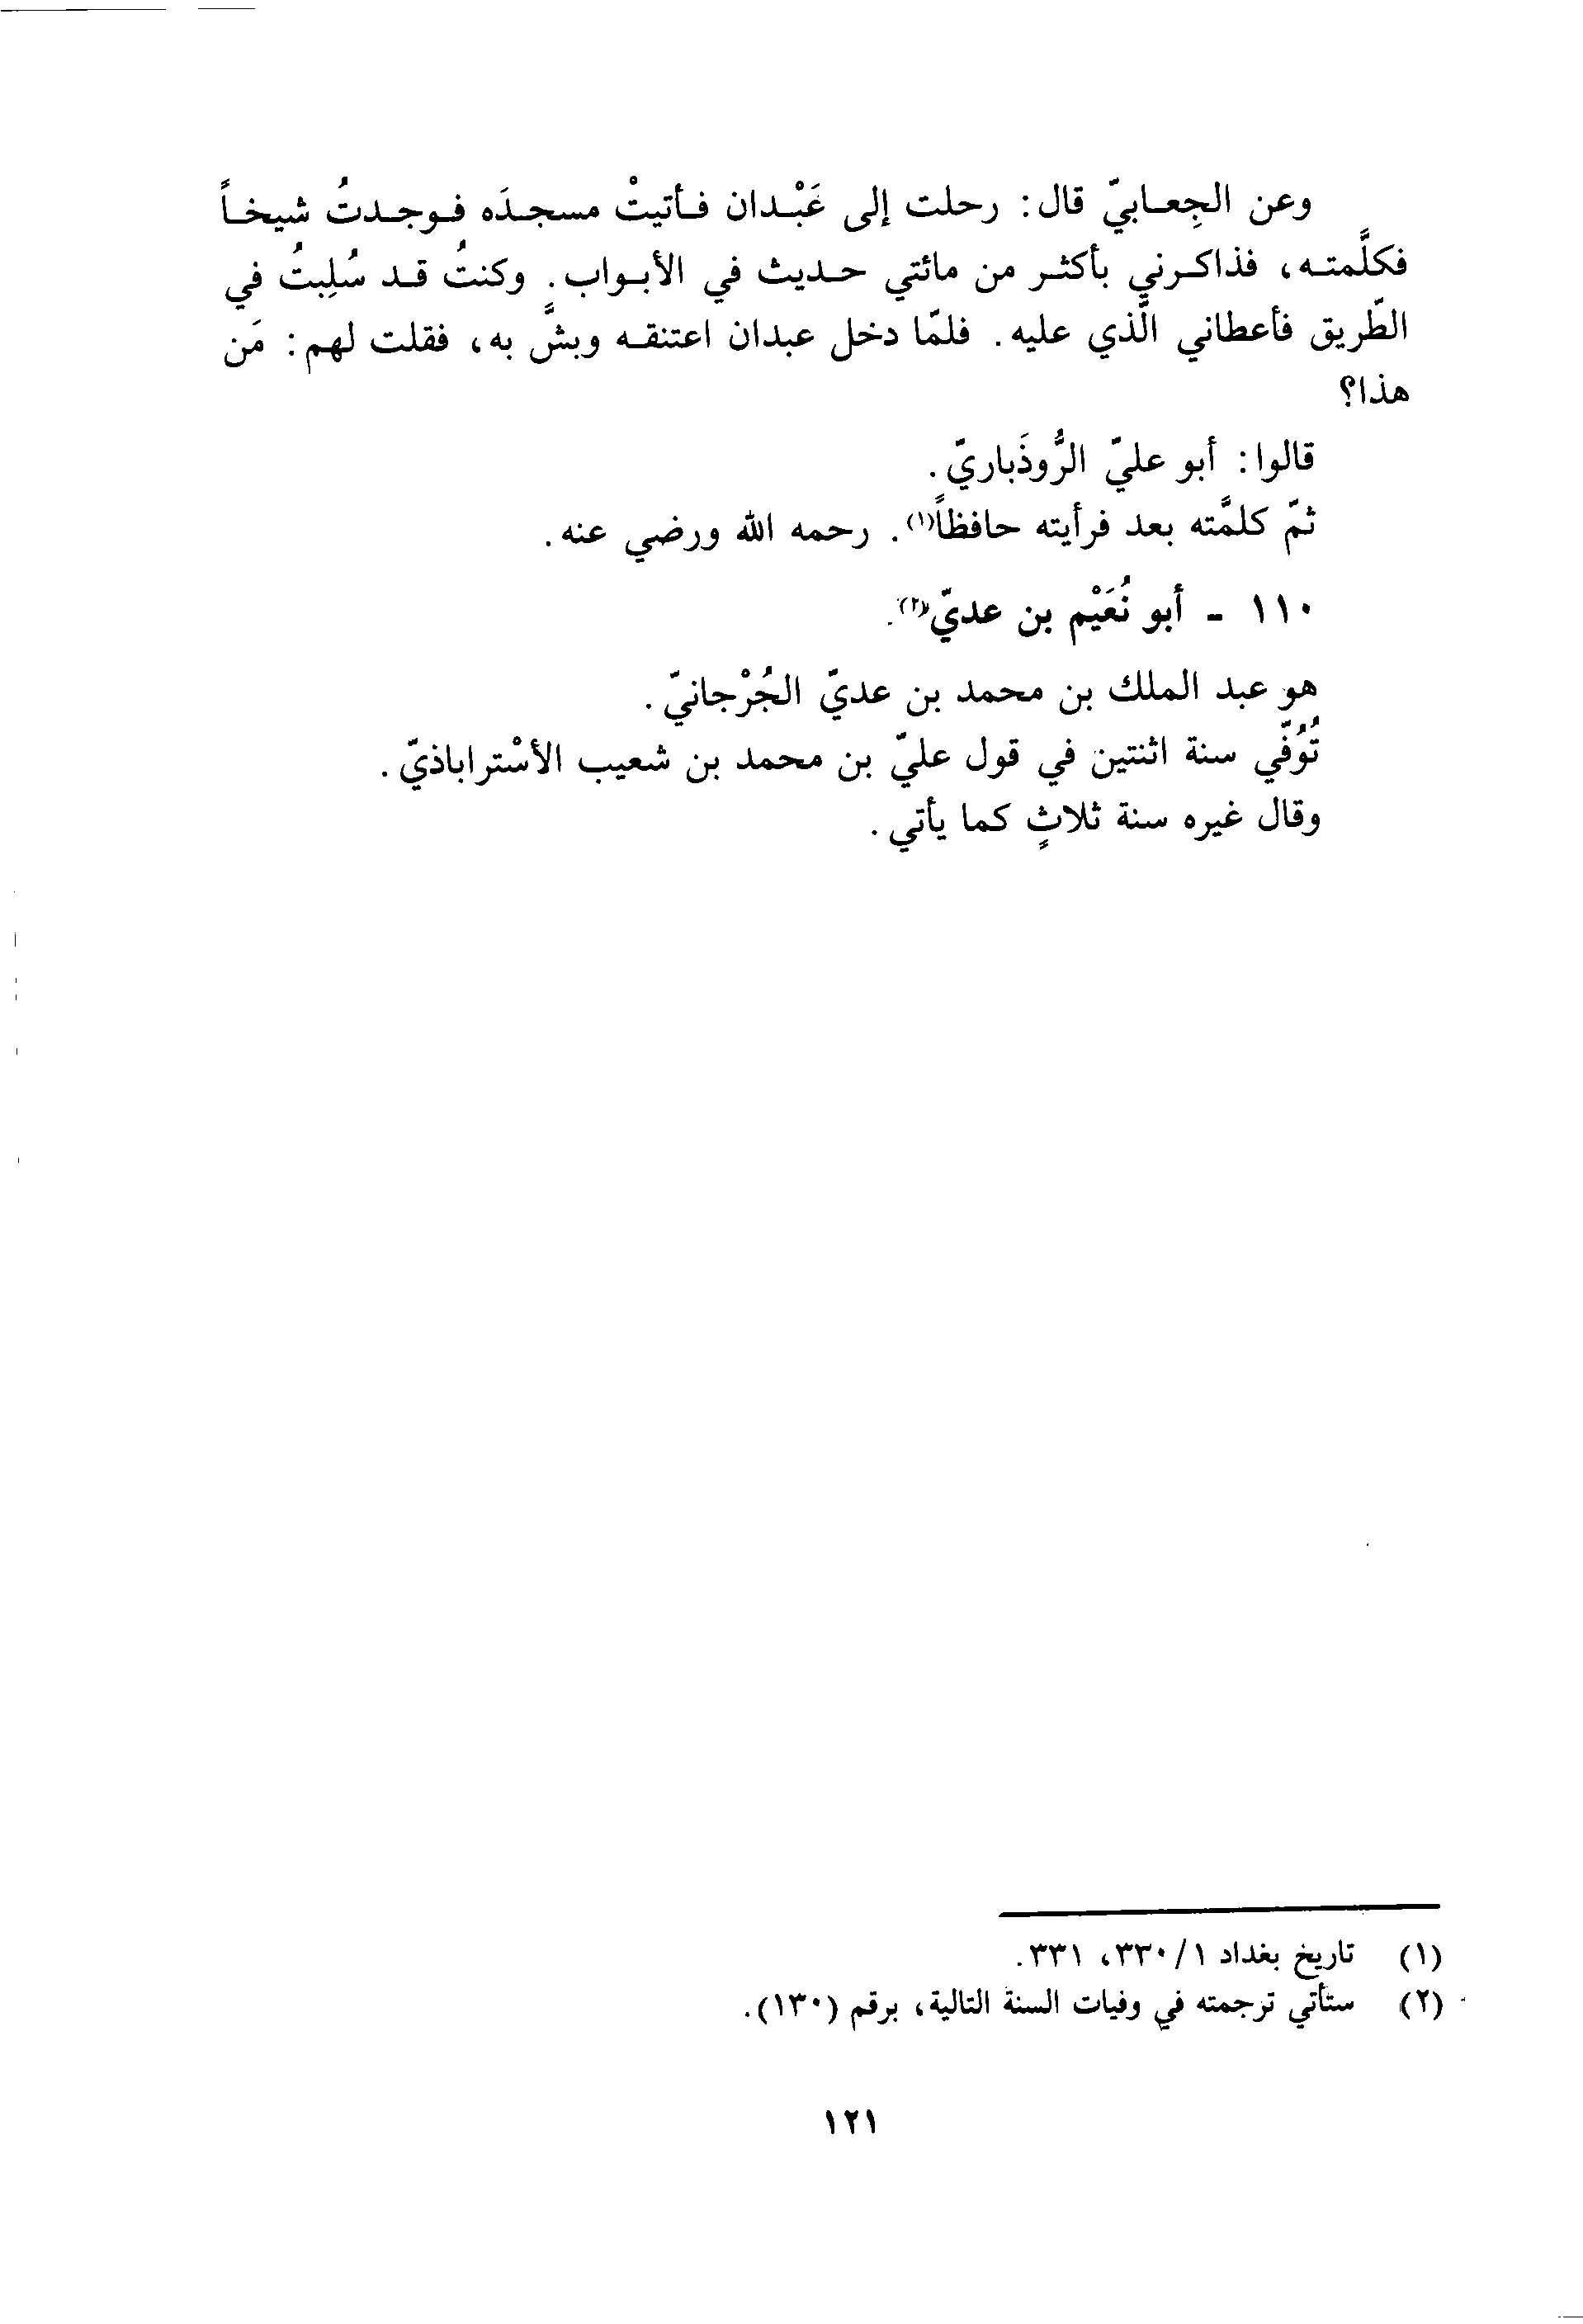 وعن الجِعابيّ قال: رحلت إلى عَبْدان فأتيتْ مسجدَه فوجدتُ شيخاً
فكلَّمته، فذاكرني بأكثر من مائتي حديث في الأبواب. وكنتُ قد سُلِبتُ في
الطّريق فأعطاني الّذي عليه. فلمّا دخل عبدان اعتنقه وبشَّ به، فقلت لهم: مَن
هذا؟
قالوا: أبو عليّ الرُّوذَباريّ.
ثمّ كلمَّته بعد فرأيته حافظاً(١). رحمه الله ورضي عنه.
١١٠ - أبو نُعَيْم بن عديّ(٢).
هو عبد الملك بن محمد بن عديّ الجُرْجانيّ.
تُوُفّي سنة اثنتين في قول عليّ بن محمد بن شعيب الأسْتراباذيّ.
وقال غيره سنة ثلاثٍ كما يأتي.
(١) تاريخ بغداد ١/ ٣٣٠، ٣٣١.
(٢) ستأتي ترجمته في وفيات السنة التالية، برقم (١٣٠).
١٢١